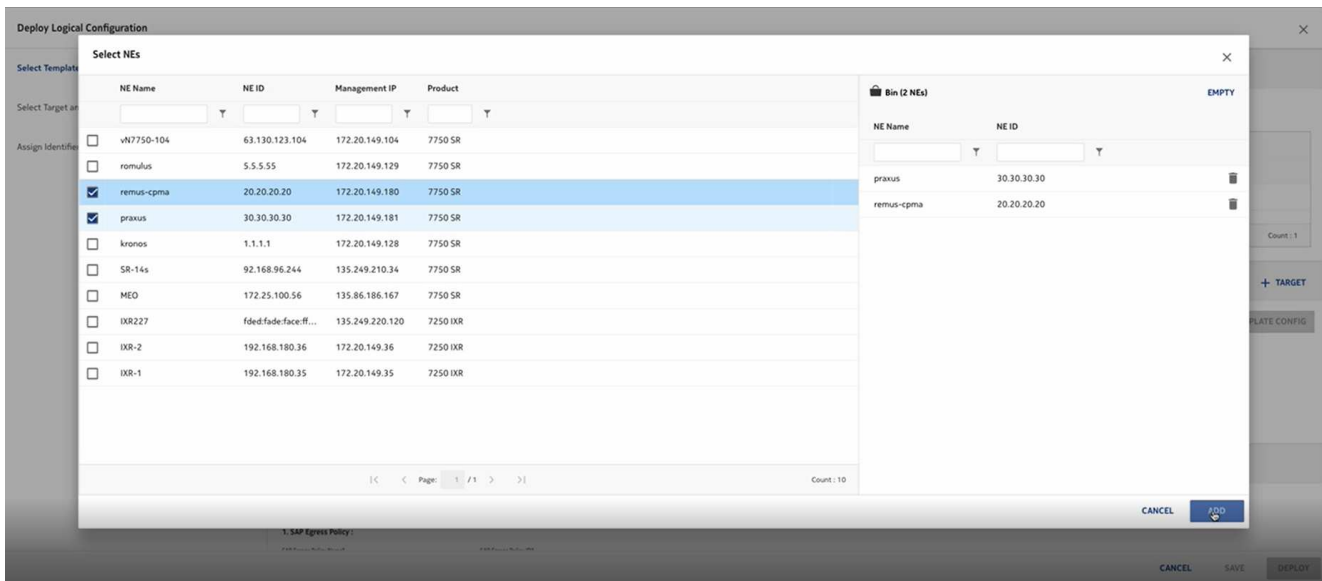 Deploy Logical Configuration
Select NEs
Select Template
Select Target an
Assign Identifie
NE Name NE ID Management IP Product
vN7750-104 63.130.123.104 172.20.149.104 7750 SR
romulus 5.5.5.55 172.20.149.129 7750 SR
remus-cpma 20.20.20.20 172.20.149.180 7750 SR
praxus 30.30.30.30 172.20.149.181 7750 SR
kronos 1.1.1.1 172.20.149.128 7750 SR
SR-14s 92.168.96.244 135.249.210.34 7750 SR
MEO 172.25.100.56 135.86.186.167 7750 SR
IXR227 fded:fade:face:ff... 135.249.220.120 7250 IXR
IXR-2 192.168.180.36 172.20.149.36 7250 IXR
IXR-1 192.168.180.35 172.20.149.35 7250 IXR
Page: 1 / 1 Count : 10
Bin (2 NEs) EMPTY
NE Name NE ID
praxus 30.30.30.30
remus-cpma 20.20.20.20
Count : 1
+ TARGET
PLATE CONFIG
CANCEL ADD
1. SAP Egress Policy :
CANCEL SAVE DEPLOY